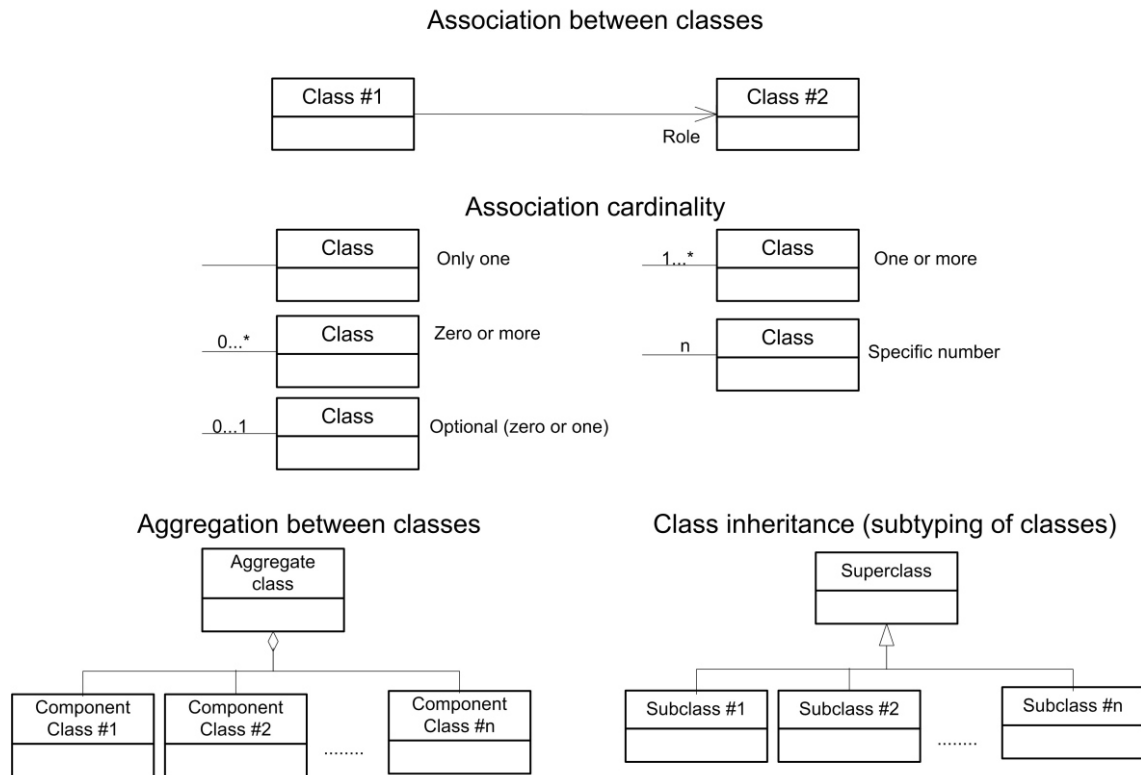 Association between classes
Class #1
Class #2
Role
Association cardinality
Class
Only one
1...*
Class
One or more
0...*
Class
Zero or more
n
Class
Specific number
0...1
Class
Optional (zero or one)
Aggregation between classes
Aggregate
class
Component
Class #1
Component
Class #2
........
Component
Class #n
Class inheritance (subtyping of classes)
Superclass
Subclass #1
Subclass #2
........
Subclass #n